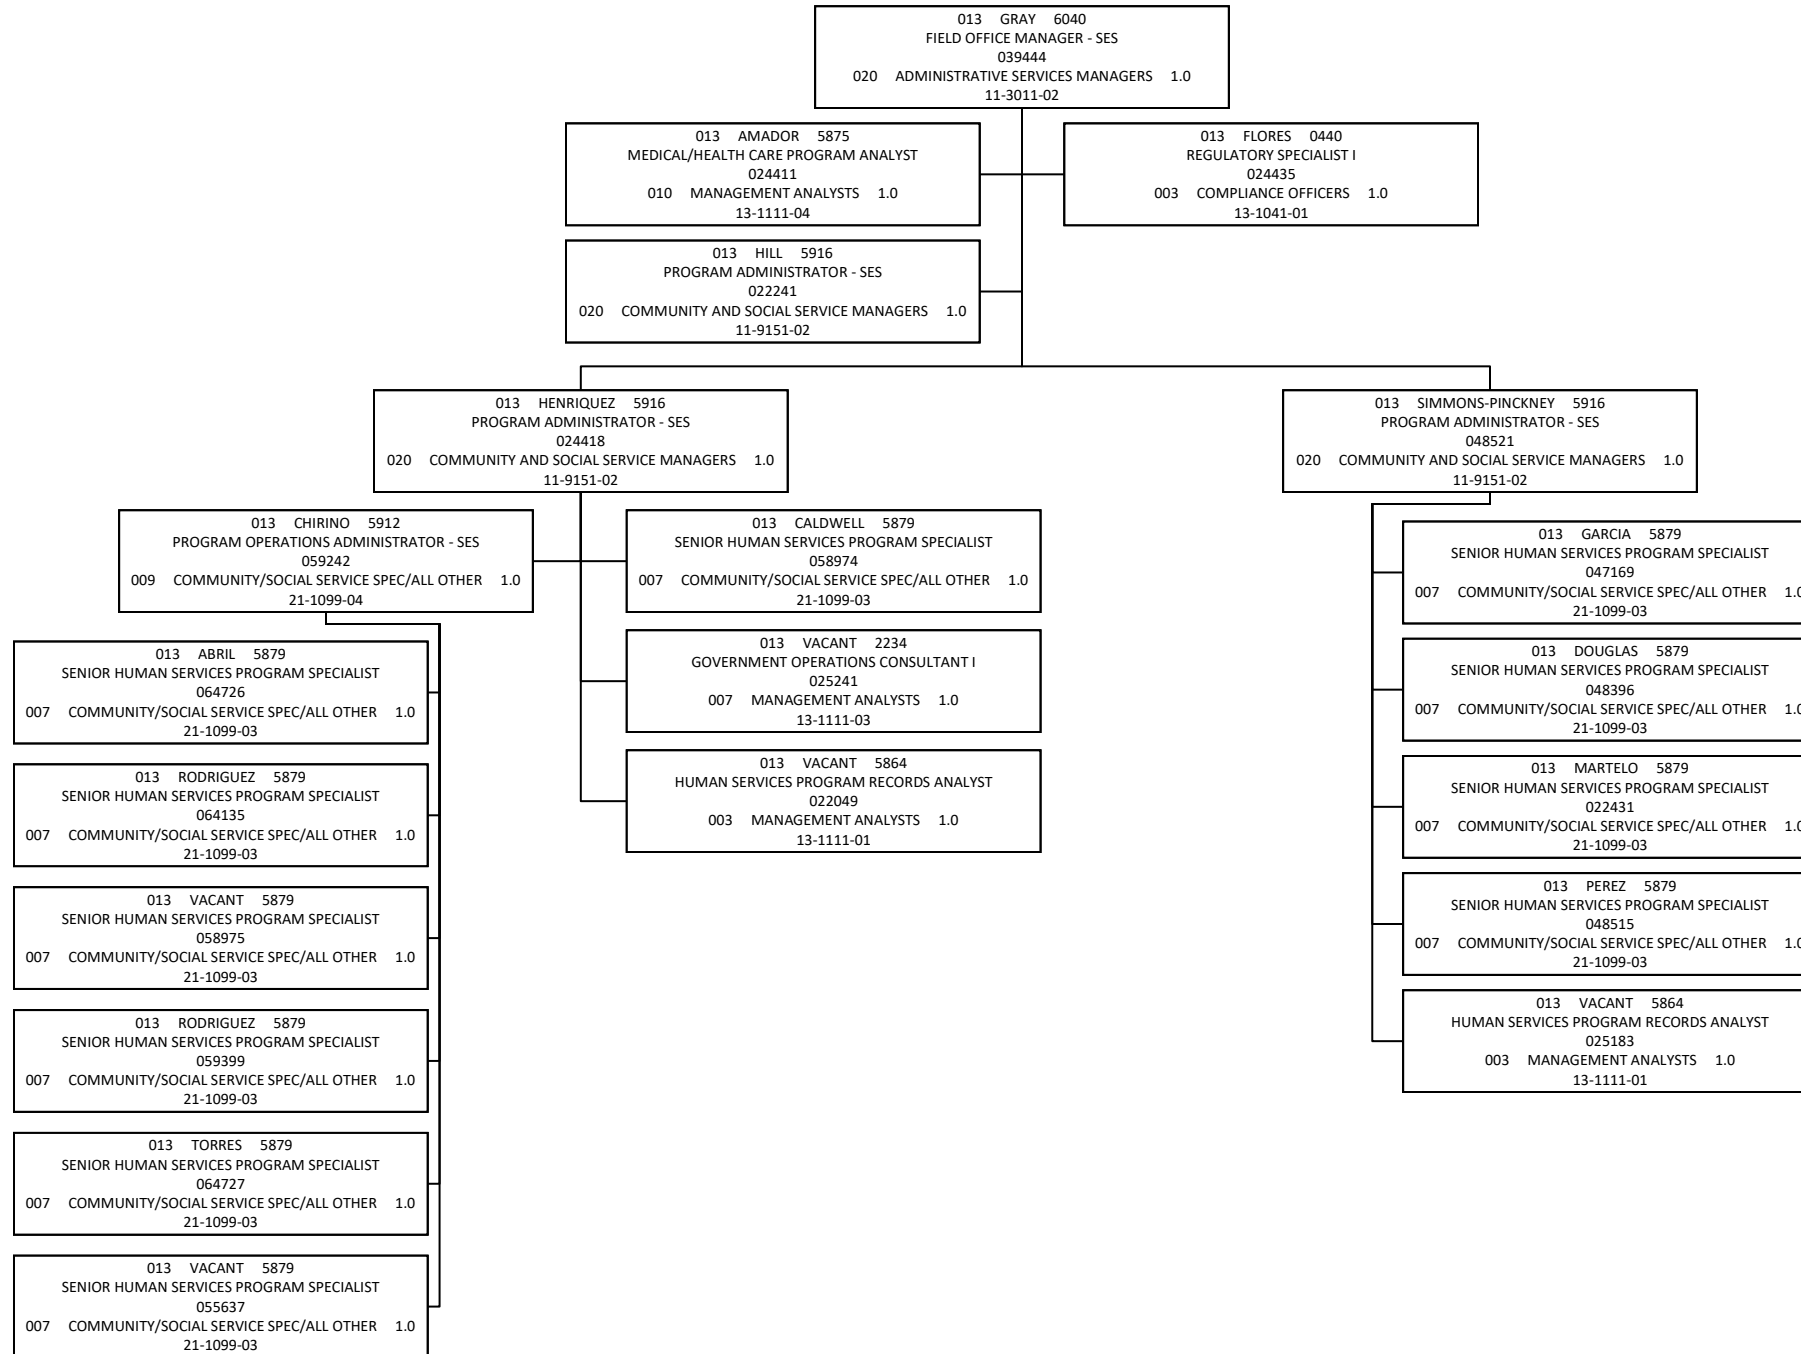 013 GRAY 6040
FIELD OFFICE MANAGER - SES
039444
020 ADMINISTRATIVE SERVICES MANAGERS 1.0
11-3011-02
013 AMADOR 5875
MEDICAL/HEALTH CARE PROGRAM ANALYST
024411
010 MANAGEMENT ANALYSTS 1.0
13-1111-04
013 FLORES 0440
REGULATORY SPECIALIST I
024435
003 COMPLIANCE OFFICERS 1.0
13-1041-01
013 HILL 5916
PROGRAM ADMINISTRATOR - SES
022241
020 COMMUNITY AND SOCIAL SERVICE MANAGERS 1.0
11-9151-02
013 HENRIQUEZ 5916
PROGRAM ADMINISTRATOR - SES
024418
020 COMMUNITY AND SOCIAL SERVICE MANAGERS 1.0
11-9151-02
013 SIMMONS-PINCKNEY 5916
PROGRAM ADMINISTRATOR - SES
048521
020 COMMUNITY AND SOCIAL SERVICE MANAGERS 1.0
11-9151-02
013 CHIRINO 5912
PROGRAM OPERATIONS ADMINISTRATOR - SES
059242
009 COMMUNITY/SOCIAL SERVICE SPEC/ALL OTHER 1.0
21-1099-04
013 CALDWELL 5879
SENIOR HUMAN SERVICES PROGRAM SPECIALIST
058974
007 COMMUNITY/SOCIAL SERVICE SPEC/ALL OTHER 1.0
21-1099-03
013 VACANT 2234
GOVERNMENT OPERATIONS CONSULTANT I
025241
007 MANAGEMENT ANALYSTS 1.0
13-1111-03
013 VACANT 5864
HUMAN SERVICES PROGRAM RECORDS ANALYST
022049
003 MANAGEMENT ANALYSTS 1.0
13-1111-01
013 ABRIL 5879
SENIOR HUMAN SERVICES PROGRAM SPECIALIST
064726
007 COMMUNITY/SOCIAL SERVICE SPEC/ALL OTHER 1.0
21-1099-03
013 RODRIGUEZ 5879
SENIOR HUMAN SERVICES PROGRAM SPECIALIST
064135
007 COMMUNITY/SOCIAL SERVICE SPEC/ALL OTHER 1.0
21-1099-03
013 VACANT 5879
SENIOR HUMAN SERVICES PROGRAM SPECIALIST
058975
007 COMMUNITY/SOCIAL SERVICE SPEC/ALL OTHER 1.0
21-1099-03
013 RODRIGUEZ 5879
SENIOR HUMAN SERVICES PROGRAM SPECIALIST
059399
007 COMMUNITY/SOCIAL SERVICE SPEC/ALL OTHER 1.0
21-1099-03
013 TORRES 5879
SENIOR HUMAN SERVICES PROGRAM SPECIALIST
064727
007 COMMUNITY/SOCIAL SERVICE SPEC/ALL OTHER 1.0
21-1099-03
013 VACANT 5879
SENIOR HUMAN SERVICES PROGRAM SPECIALIST
055637
007 COMMUNITY/SOCIAL SERVICE SPEC/ALL OTHER 1.0
21-1099-03
013 GARCIA 5879
SENIOR HUMAN SERVICES PROGRAM SPECIALIST
047169
007 COMMUNITY/SOCIAL SERVICE SPEC/ALL OTHER 1.0
21-1099-03
013 DOUGLAS 5879
SENIOR HUMAN SERVICES PROGRAM SPECIALIST
048396
007 COMMUNITY/SOCIAL SERVICE SPEC/ALL OTHER 1.0
21-1099-03
013 MARTELO 5879
SENIOR HUMAN SERVICES PROGRAM SPECIALIST
022431
007 COMMUNITY/SOCIAL SERVICE SPEC/ALL OTHER 1.0
21-1099-03
013 PEREZ 5879
SENIOR HUMAN SERVICES PROGRAM SPECIALIST
048515
007 COMMUNITY/SOCIAL SERVICE SPEC/ALL OTHER 1.0
21-1099-03
013 VACANT 5864
HUMAN SERVICES PROGRAM RECORDS ANALYST
025183
003 MANAGEMENT ANALYSTS 1.0
13-1111-01